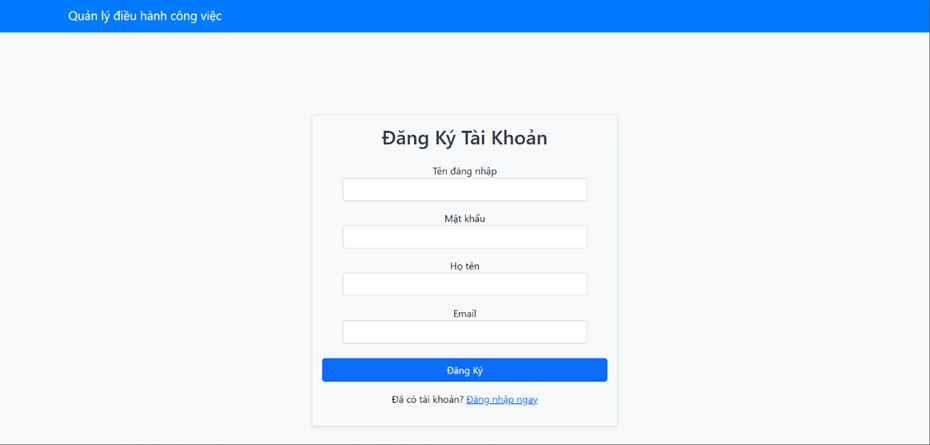 Quản lý điều hành công việc
Đăng Ký Tài Khoản
Tên đăng nhập
Mật khẩu
Họ tên
Email
Đăng Ký
Đã có tài khoản? Đăng nhập ngay